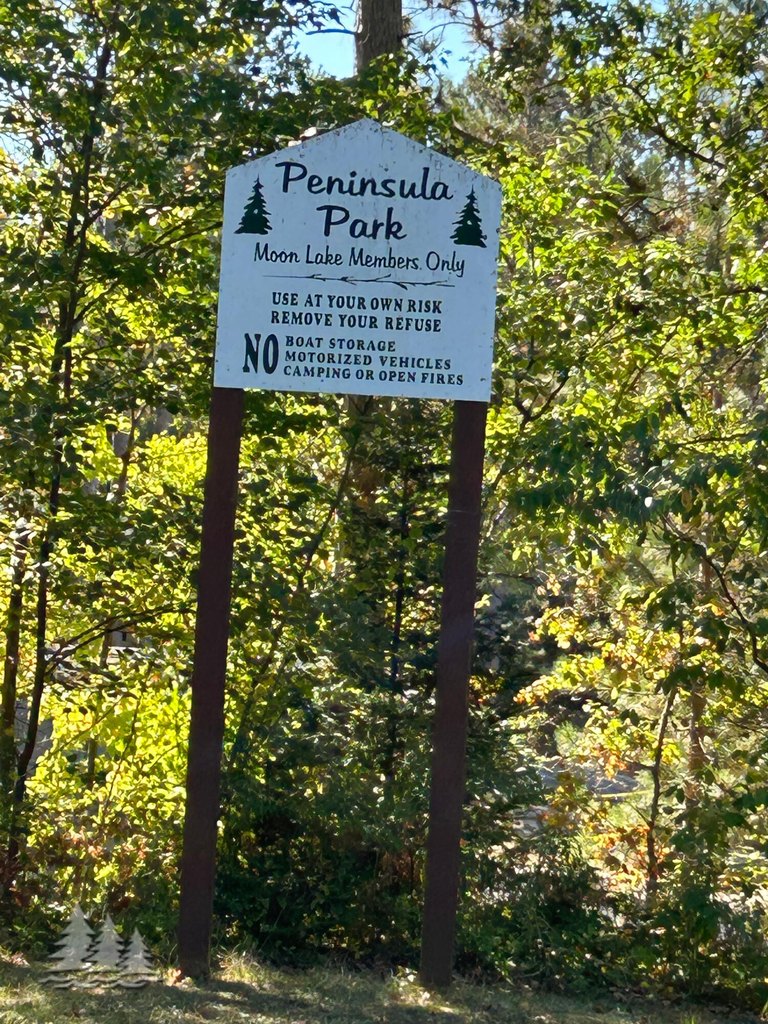 Peninsula
Park
Moon Lake Members Only
USE AT YOUR OWN RISK
REMOVE YOUR REFUSE
NO BOAT STORAGE
MOTORIZED VEHICLES
CAMPING OR OPEN FIRES